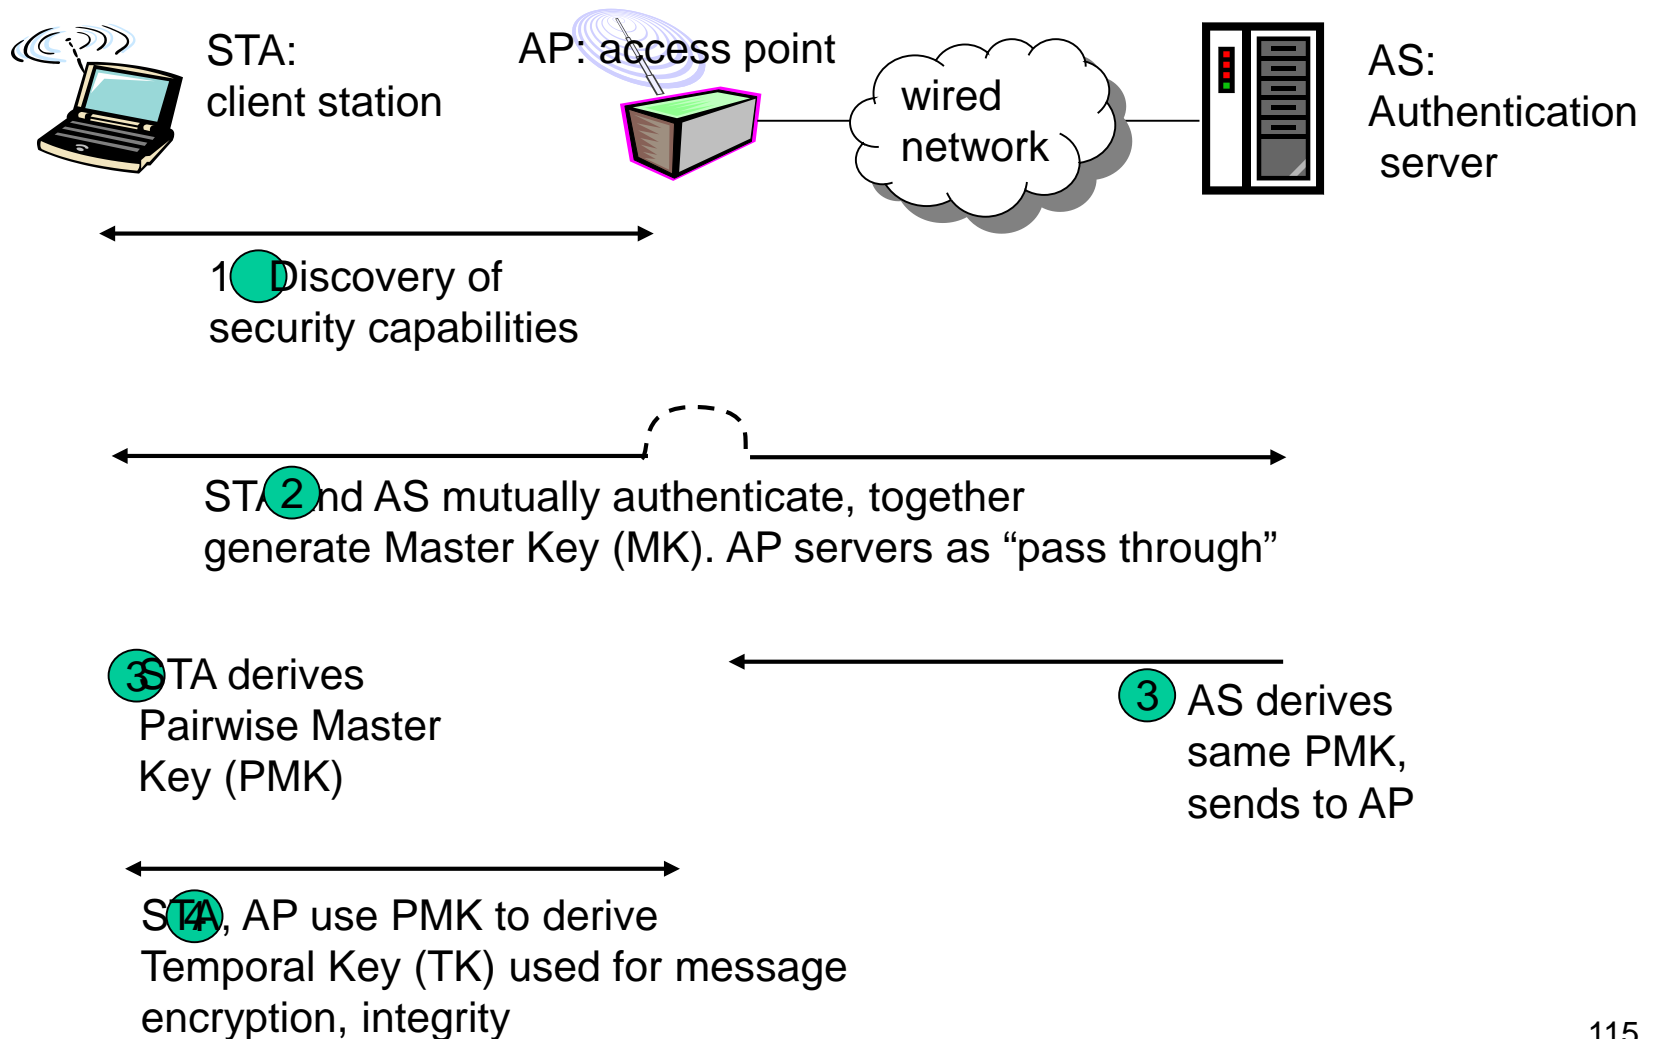 STA:
client station
AP: access point
wired
network
AS:
Authentication
server
1 Discovery of
security capabilities
2
STA and AS mutually authenticate, together
generate Master Key (MK). AP servers as “pass through”
3
STA derives
Pairwise Master
Key (PMK)
3
AS derives
same PMK,
sends to AP
4
STA, AP use PMK to derive
Temporal Key (TK) used for message
encryption, integrity
115